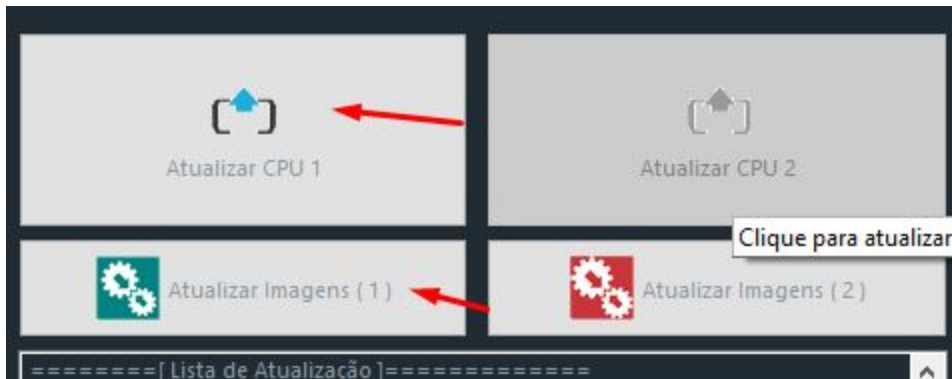 Atualizar CPU 1
Atualizar CPU 2
Clique para atualizar
Atualizar Imagens ( 1 )
Atualizar Imagens ( 2 )
========[ Lista de Atualização ]=============